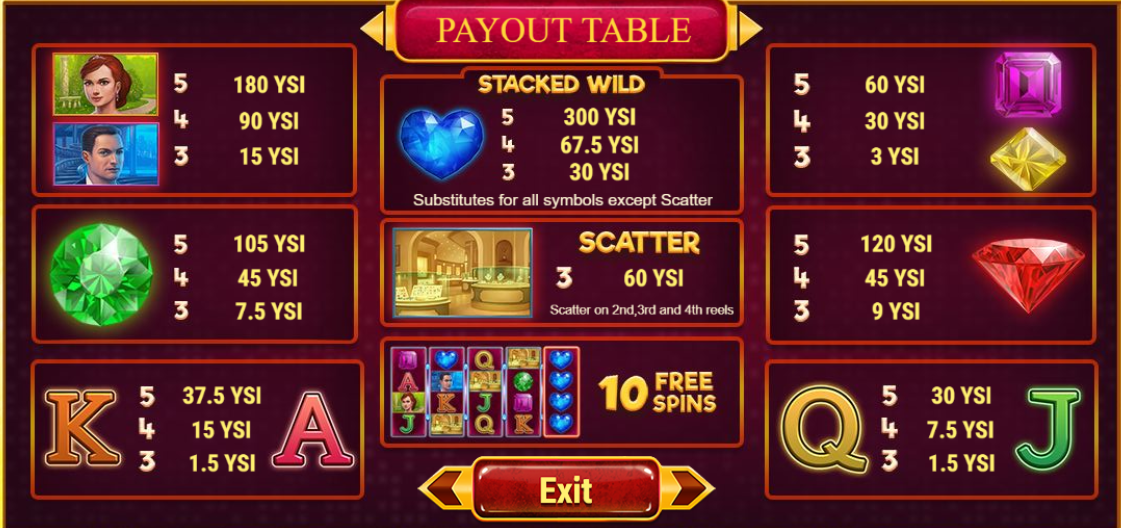 PAYOUT TABLE
5 180 YSI
4 90 YSI
3 15 YSI
STACKED WILD
5 300 YSI
4 67.5 YSI
3 30 YSI
Substitutes for all symbols except Scatter
5 60 YSI
4 30 YSI
3 3 YSI
5 105 YSI
4 45 YSI
3 7.5 YSI
SCATTER
3 60 YSI
Scatter on 2nd,3rd and 4th reels
5 120 YSI
4 45 YSI
3 9 YSI
K
5 37.5 YSI
4 15 YSI
3 1.5 YSI
A
Q
A K J
J Q K
10 FREE
SPINS
Q
5 30 YSI
4 7.5 YSI
3 1.5 YSI
J
Exit